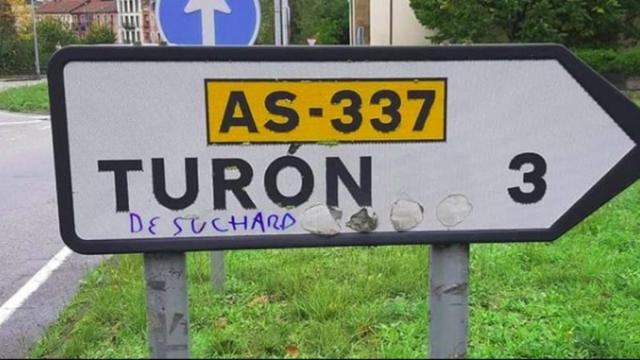 AS-337
TURÓN 3
DE SUCHARD